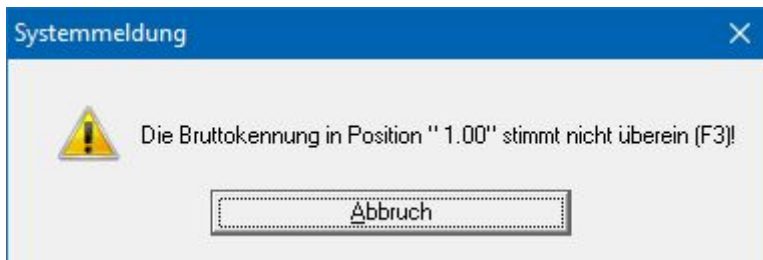 Systemmeldung
Die Bruttokennung in Position " 1.00" stimmt nicht überein (F3)!
Abbruch